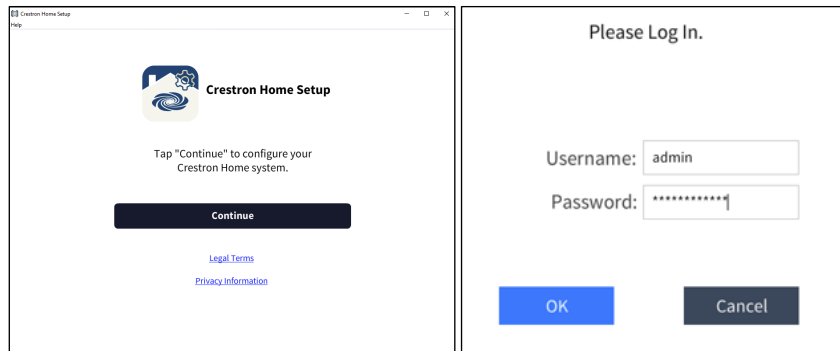 Crestron Home Setup
Help
Crestron Home Setup
Tap "Continue" to configure your
Crestron Home system.
Continue
Legal Terms
Privacy Information
Please Log In.
Username: admin
Password: ************
OK Cancel